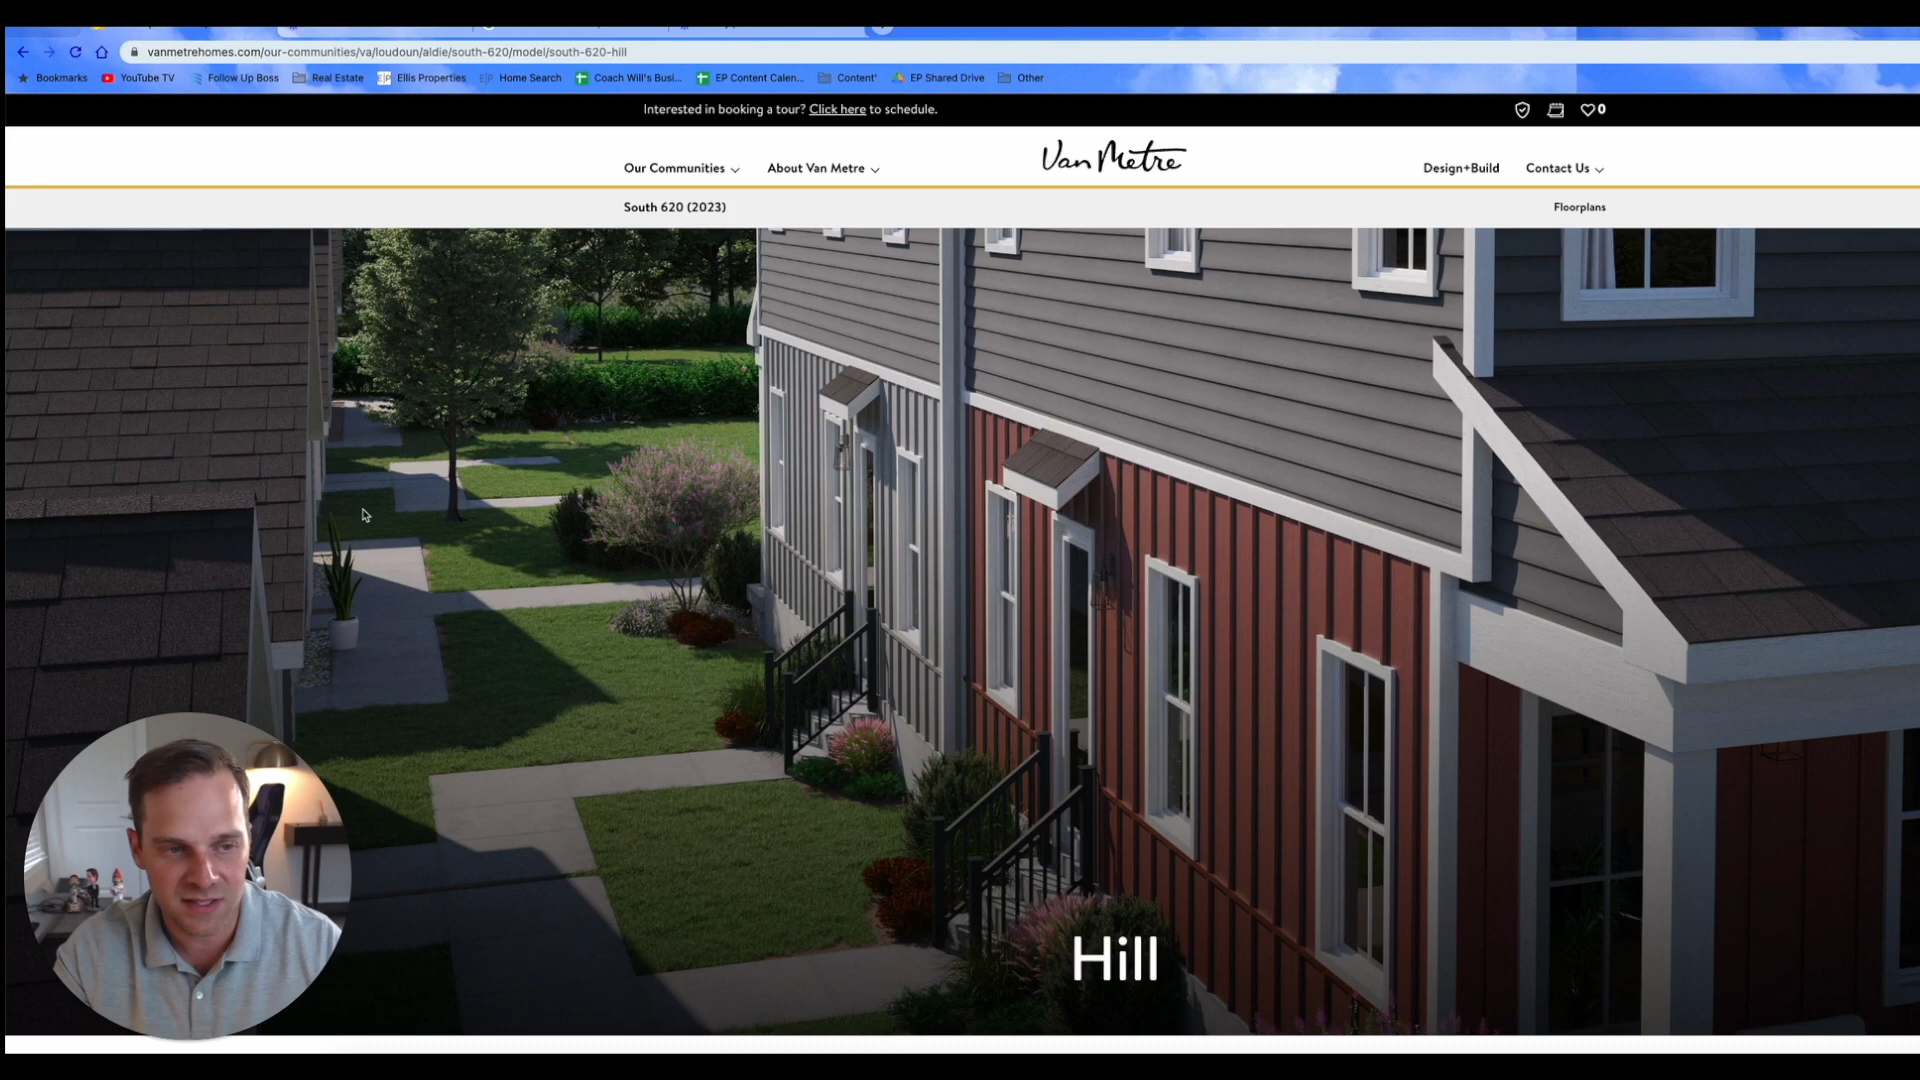 vanmetrehomes.com/our-communities/va/loudoun/aldie/south-620/model/south-620-hill
Bookmarks YouTube TV Follow Up Boss Real Estate EP Ellis Properties EP Home Search Coach Will's Busi... EP Content Calen... Content' EP Shared Drive Other
Interested in booking a tour? Click here to schedule.
0
Our Communities About Van Metre Van Metre Design+Build Contact Us
South 620 (2023) Floorplans
Hill